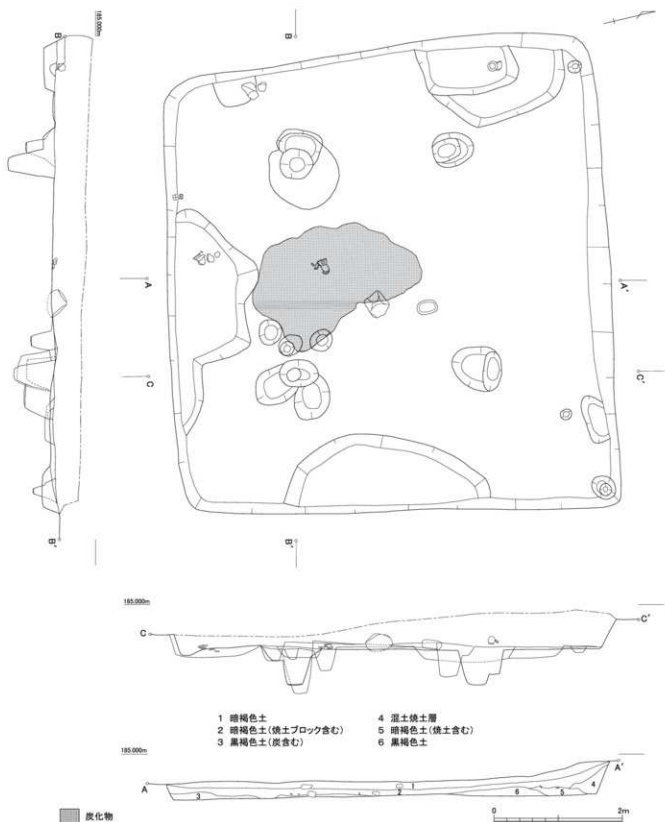 185.000m
B
B
A
A'
C
C'
B'
B'
185.000m
C
C'
1 暗褐色土
2 暗褐色土(焼土ブロック含む)
3 黒褐色土(炭含む)
4 混土焼土層
5 暗褐色土(焼土含む)
6 黒褐色土
185.000m
A
A'
1
2
3
4
5
6
炭化物
0 2m